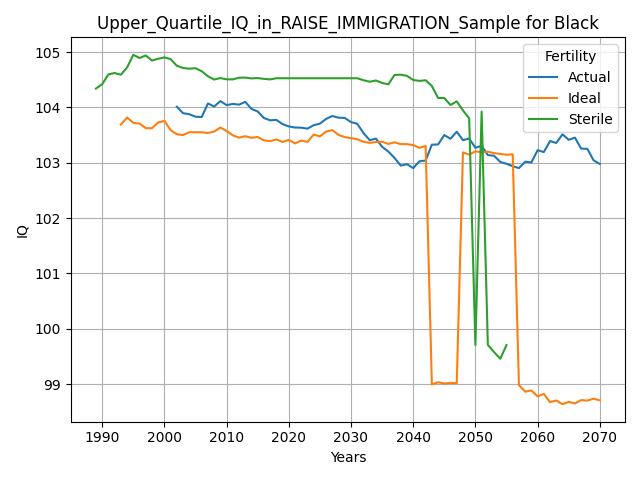 Upper_Quartile_IQ_in_RAISE_IMMIGRATION_Sample for Black
Fertility
Actual
Ideal
Sterile
IQ
105
104
103
102
101
100
99
1990 2000 2010 2020 2030 2040 2050 2060 2070
Years